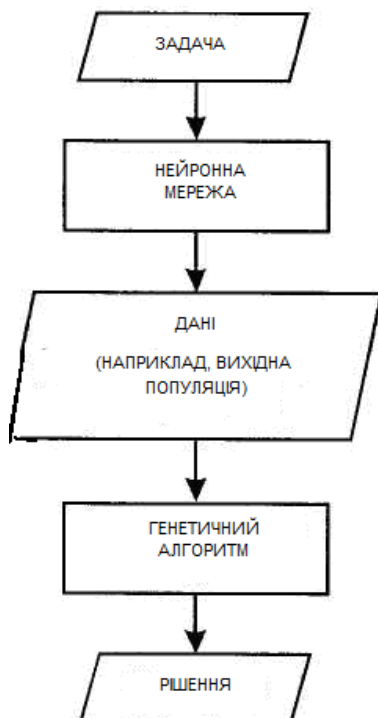 ЗАДАЧА
НЕЙРОННА
МЕРЕЖА
ДАНІ
(НАПРИКЛАД, ВИХІДНА
ПОПУЛЯЦІЯ)
ГЕНЕТИЧНИЙ
АЛГОРИТМ
РІШЕННЯ